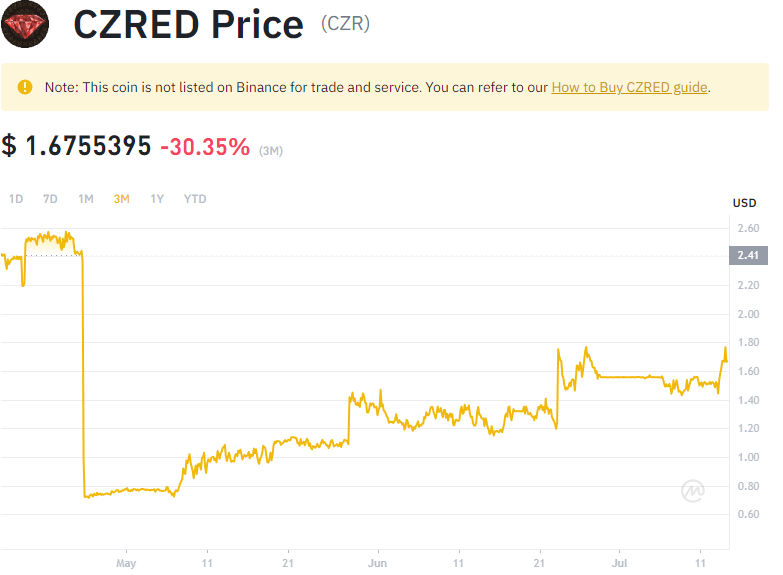 CZRED Price (CZR)
Note: This coin is not listed on Binance for trade and service. You can refer to our How to Buy CZRED guide.
$ 1.6755395 -30.35% (3M)
1D 7D 1M 3M 1Y YTD
USD
2.60
2.41
2.20
2.00
1.80
1.60
1.40
1.20
1.00
0.80
0.60
May 11 21 Jun 11 21 Jul 11